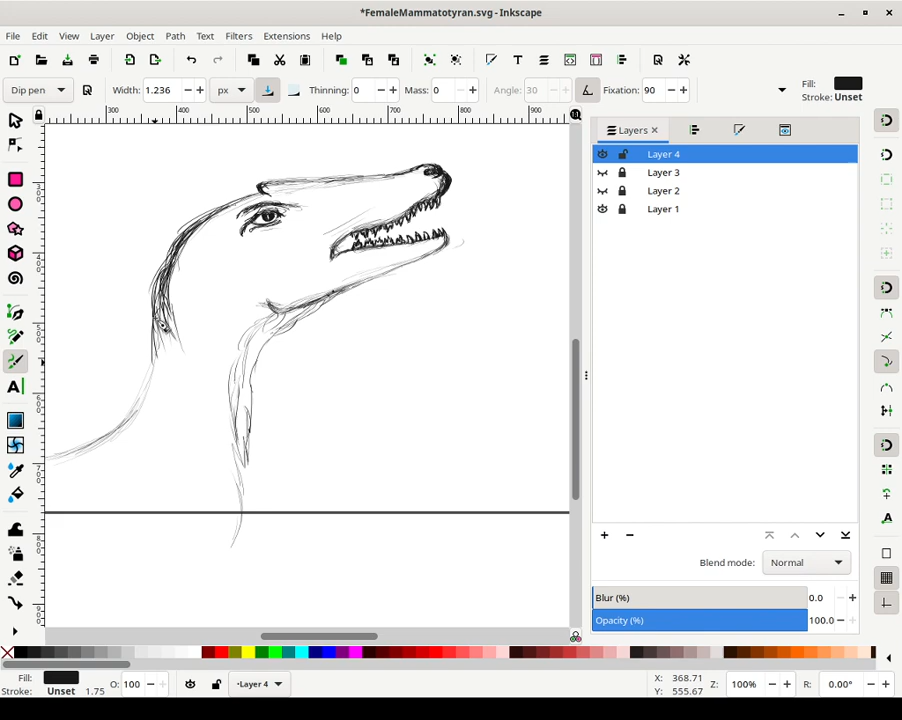 *FemaleMammatotyran.svg - Inkscape
File Edit View Layer Object Path Text Filters Extensions Help
Dip pen Width: 1.236 px Thinning: 0 Mass: 0 Angle: 30 Fixation: 90 Fill: Stroke: Unset
300 400 500 600 700 800 900
Layers
Layer 4
Layer 3
Layer 2
Layer 1
Blend mode: Normal
Blur (%) 0.0
Opacity (%) 100.0
Fill: O: 100 Layer 4 X: 368.71 Z: 100% R: 0.00°
Stroke: Unset 1.75 Y: 555.67